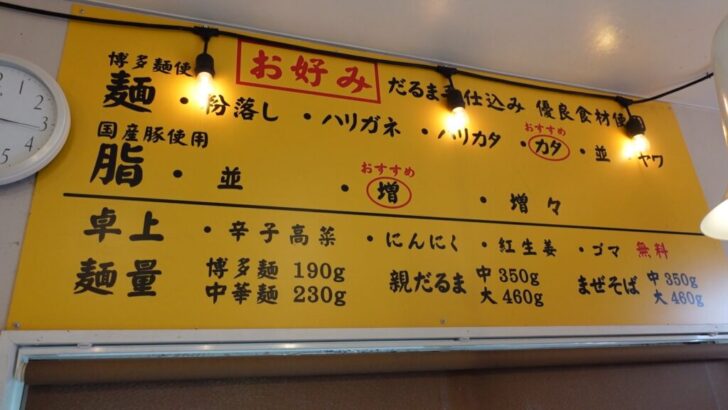 お好み だるま 仕込み 優良食材使用
博多麺使
麺 ・粉落し ・ハリガネ ・バリカタ ・カタ ・並 ・ヤワ
おすすめ
国産豚使用
脂 ・並 ・増 ・増々
おすすめ
卓上 ・辛子高菜 ・にんにく ・紅生姜 ・ゴマ 無料
麺量 博多麺 190g 親だるま 中 350g まぜそば 中 350g
中華麺 230g 大 460g 大 460g